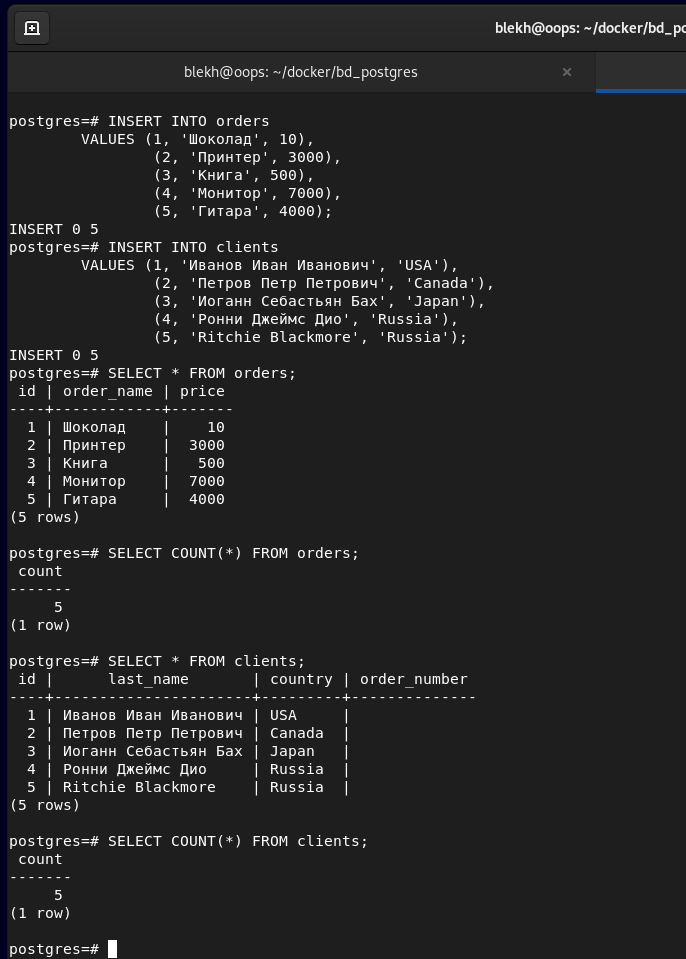 blekh@oops: ~/docker/bd_po
blekh@oops: ~/docker/bd_postgres ×
postgres=# INSERT INTO orders
        VALUES (1, 'Шоколад', 10),
                (2, 'Принтер', 3000),
                (3, 'Книга', 500),
                (4, 'Монитор', 7000),
                (5, 'Гитара', 4000);
INSERT 0 5
postgres=# INSERT INTO clients
        VALUES (1, 'Иванов Иван Иванович', 'USA'),
                (2, 'Петров Петр Петрович', 'Canada'),
                (3, 'Иоганн Себастьян Бах', 'Japan'),
                (4, 'Ронни Джеймс Дио', 'Russia'),
                (5, 'Ritchie Blackmore', 'Russia');
INSERT 0 5
postgres=# SELECT * FROM orders;
 id | order_name | price
----+------------+-------
  1 | Шоколад    |    10
  2 | Принтер    |  3000
  3 | Книга      |   500
  4 | Монитор    |  7000
  5 | Гитара     |  4000
(5 rows)
postgres=# SELECT COUNT(*) FROM orders;
 count
-------
     5
(1 row)
postgres=# SELECT * FROM clients;
 id |      last_name       | country | order_number
----+----------------------+---------+--------------
  1 | Иванов Иван Иванович | USA     |
  2 | Петров Петр Петрович | Canada  |
  3 | Иоганн Себастьян Бах | Japan   |
  4 | Ронни Джеймс Дио     | Russia  |
  5 | Ritchie Blackmore    | Russia  |
(5 rows)
postgres=# SELECT COUNT(*) FROM clients;
 count
-------
     5
(1 row)
postgres=#